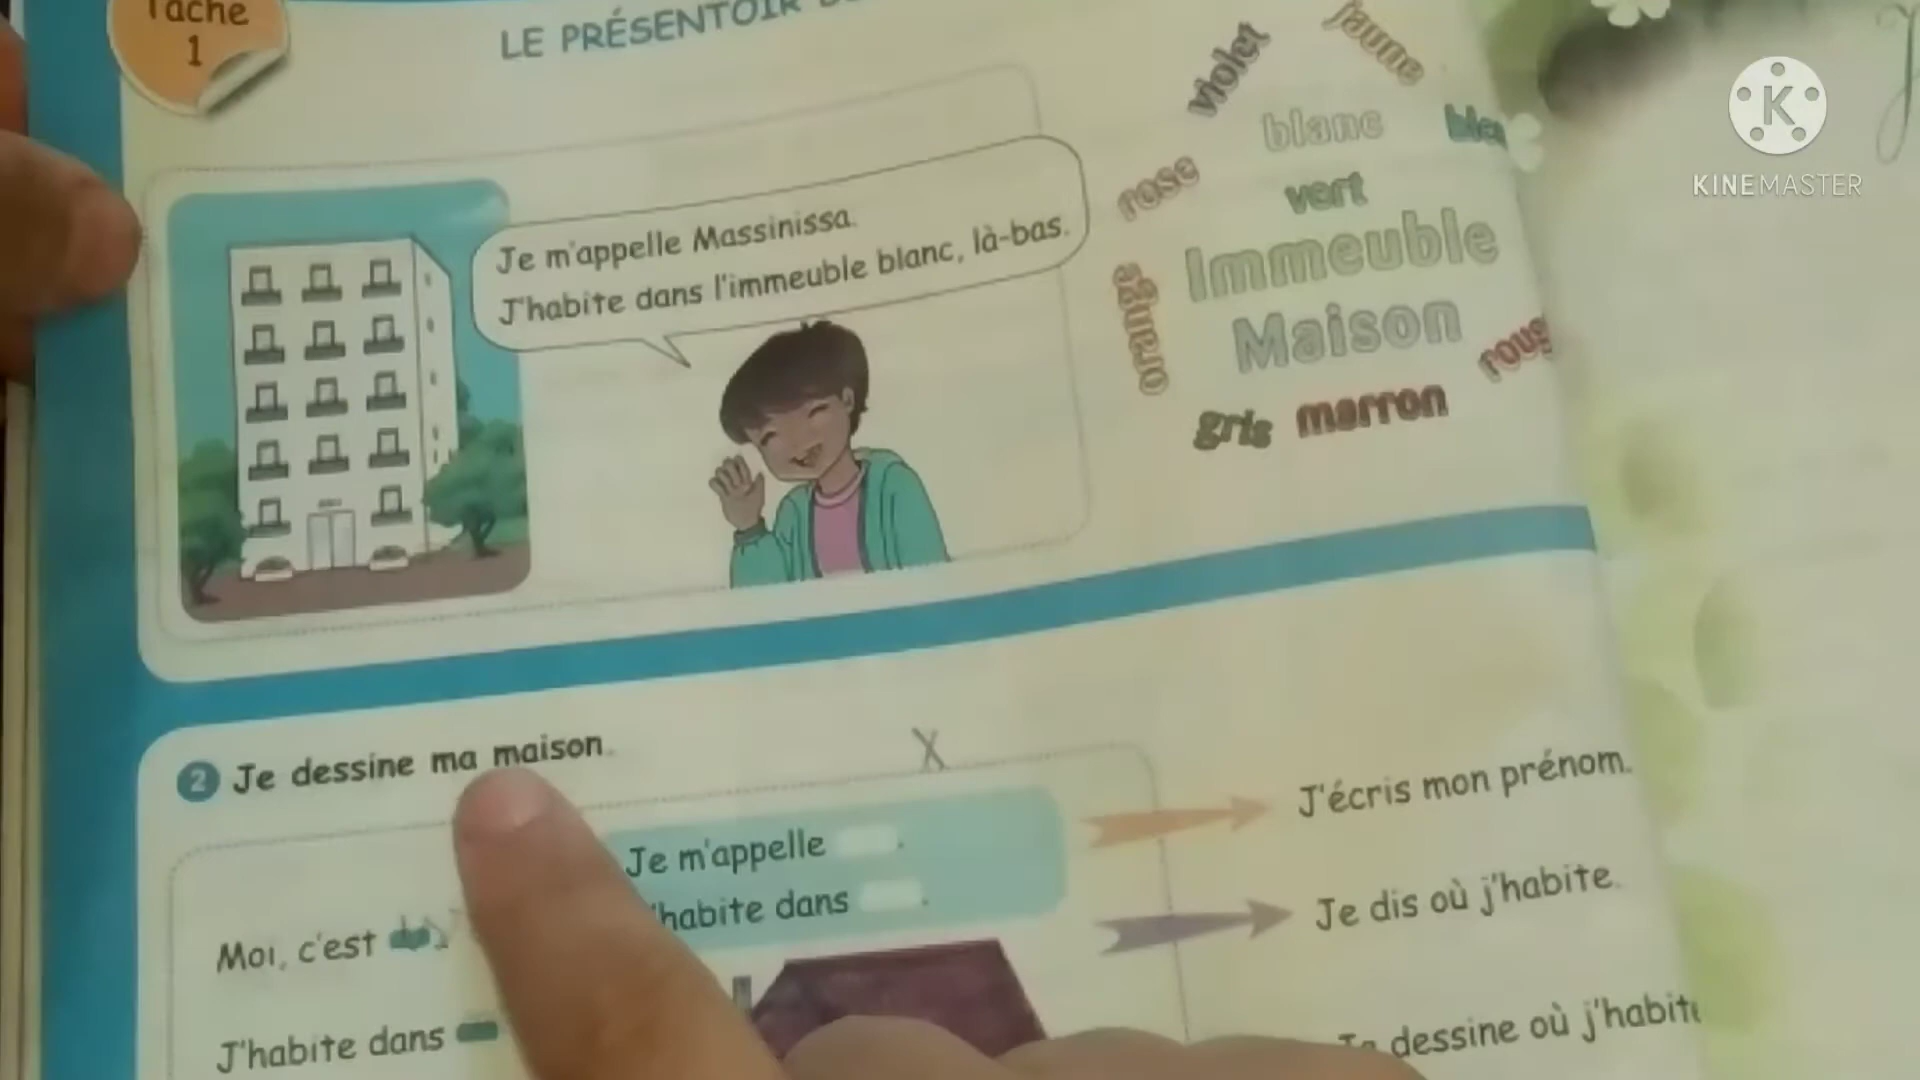 Tâche
1
LE PRÉSENTOIR
Je m'appelle Massinissa.
J'habite dans l'immeuble blanc, là-bas.
violet
jaune
blanc
rose
vert
Immeuble
orange
Maison
gris
marron
KINEMASTER
2 Je dessine ma maison.
X
Je m'appelle .
habite dans .
Moi, c'est
J'habite dans
J'écris mon prénom.
Je dis où j'habite.
dessine où j'habite